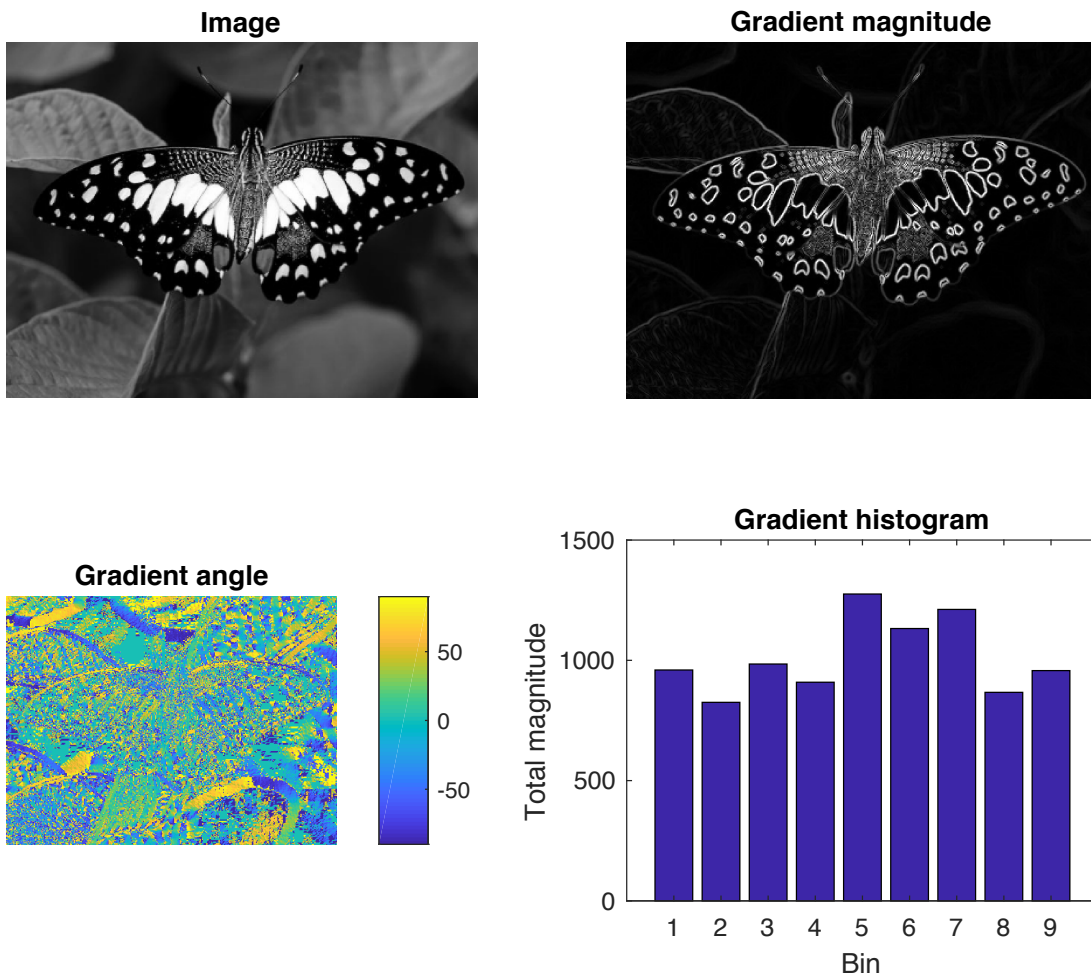 Image
Gradient magnitude
Gradient angle
50
0
-50
Gradient histogram
1500
1000
500
0
Total magnitude
1 2 3 4 5 6 7 8 9
Bin